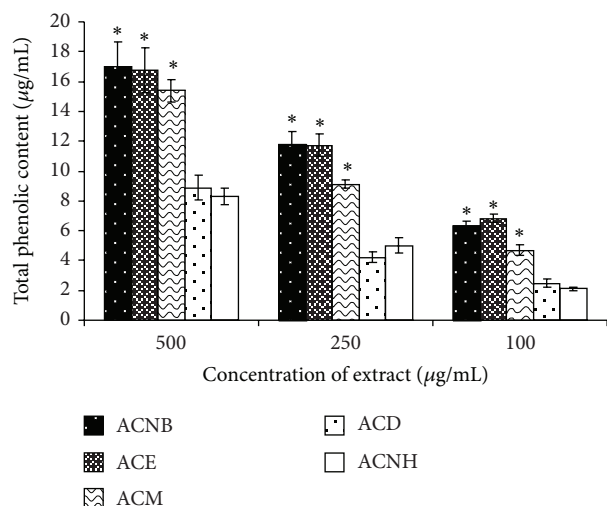 20
18
16
14
12
10
8
6
4
2
0
Total phenolic content (μg/mL)
* * *
* * *
* * *
500 250 100
Concentration of extract (μg/mL)
ACNB ACD
ACE ACNH
ACM